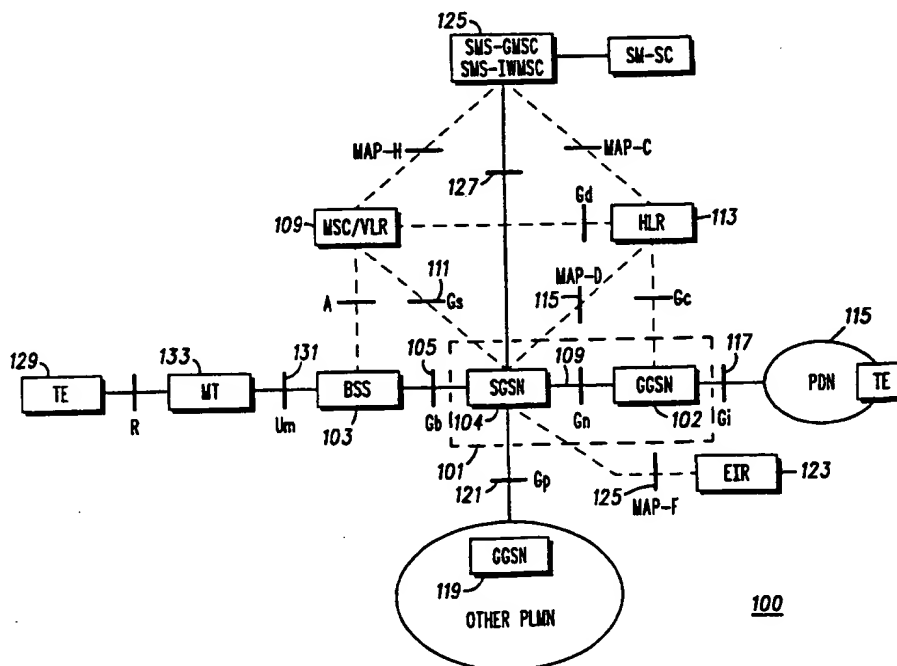 125
SMS-GMSC
SMS-IWMSC
SM-SC
MAP-H
MAP-C
127
Gd
109
MSC/VLR
HLR
113
111
MAP-D
A
Gs
115
Gc
115
129
133
131
105
109
117
TE
MT
BSS
SGSN
GGSN
PDN
TE
R
Um
103
Gb
104
Gn
102
Gi
101
121
Gp
125
MAP-F
EIR
123
GGSN
119
OTHER PLMN
100